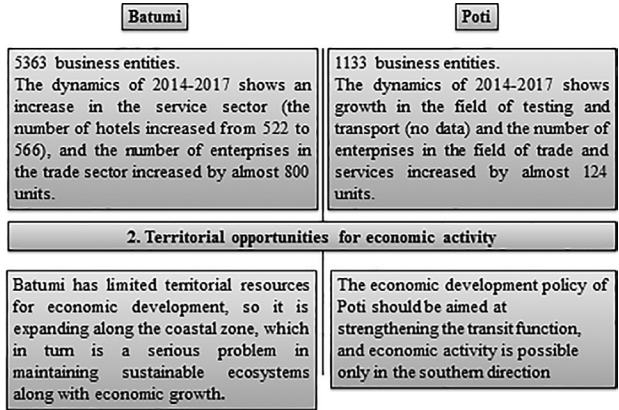 Batumi
Poti
5363 business entities.
The dynamics of 2014-2017 shows an
increase in the service sector (the
number of hotels increased from 522 to
566), and the number of enterprises in
the trade sector increased by almost 800
units.
1133 business entities.
The dynamics of 2014-2017 shows
growth in the field of testing and
transport (no data) and the number of
enterprises in the field of trade and
services increased by almost 124
units.
2. Territorial opportunities for economic activity
Batumi has limited territorial resources
for economic development, so it is
expanding along the coastal zone, which
in turn is a serious problem in
maintaining sustainable ecosystems
along with economic growth.
The economic development policy of
Poti should be aimed at
strengthening the transit function,
and economic activity is possible
only in the southern direction